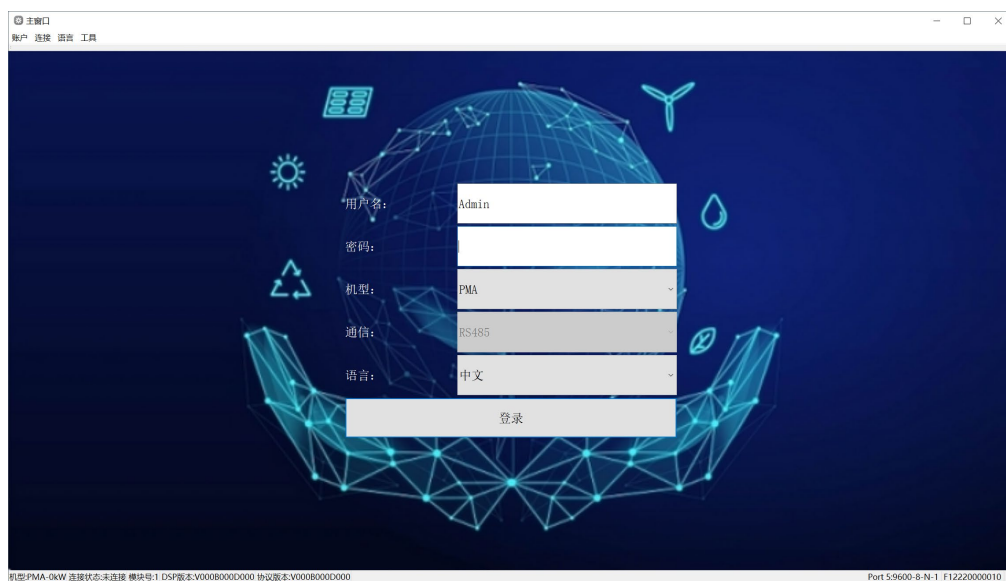 主窗口
账户 连接 语言 工具
用户名: Admin
密码:
机型: PMA
通信: RS485
语言: 中文
登录
机型:PMA-0kW 连接状态:未连接 模块号:1 DSP版本:V000B000D000 协议版本:V000B000D000 Port 5:9600-8-N-1 F12220000110